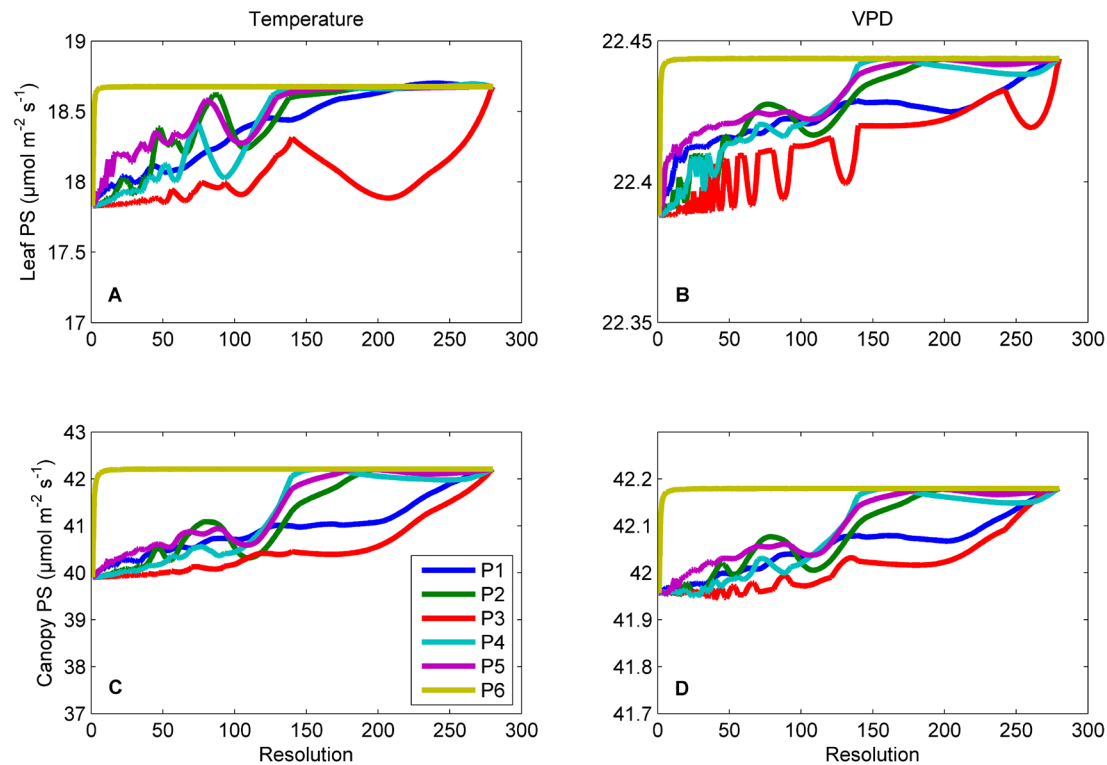 Temperature
VPD
19
18.5
18
17.5
17
Leaf PS (μmol m⁻² s⁻¹)
A
0 50 100 150 200 250 300
22.45
22.4
22.35
B
0 50 100 150 200 250 300
43
42
41
40
39
38
37
Canopy PS (μmol m⁻² s⁻¹)
P1
P2
P3
P4
P5
P6
C
0 50 100 150 200 250 300
Resolution
42.2
42.1
42
41.9
41.8
41.7
D
0 50 100 150 200 250 300
Resolution